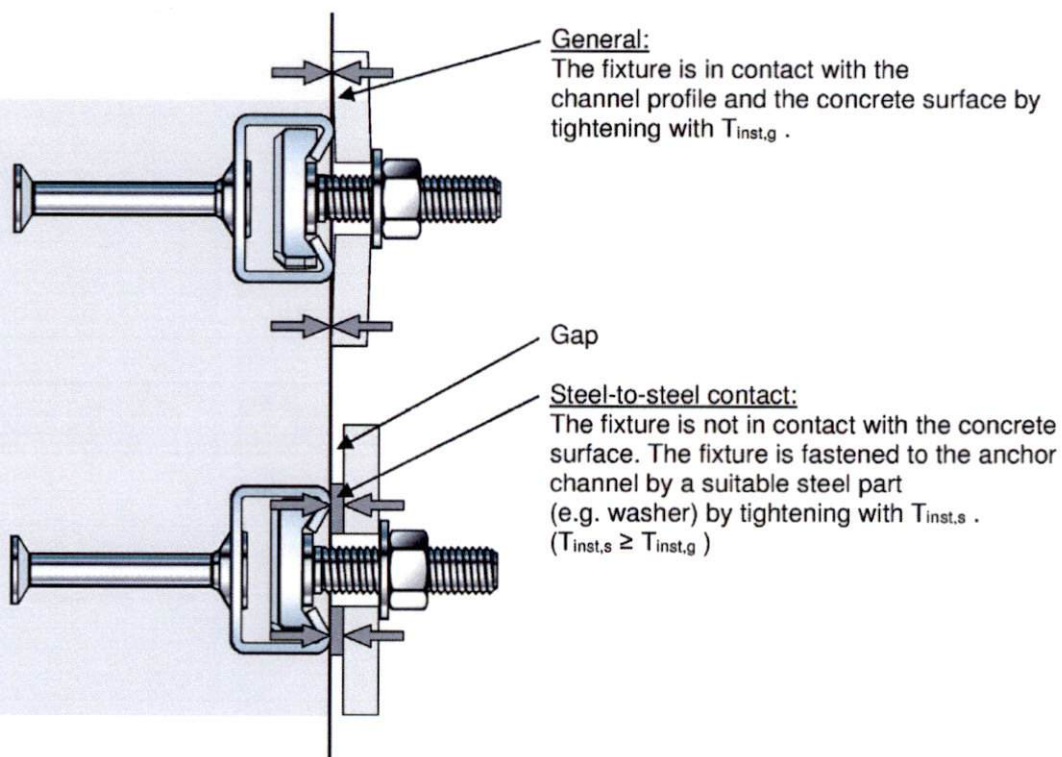 General:
The fixture is in contact with the
channel profile and the concrete surface by
tightening with Tinst,g .
Gap
Steel-to-steel contact:
The fixture is not in contact with the concrete
surface. The fixture is fastened to the anchor
channel by a suitable steel part
(e.g. washer) by tightening with Tinst,s .
(Tinst,s ≥ Tinst,g )